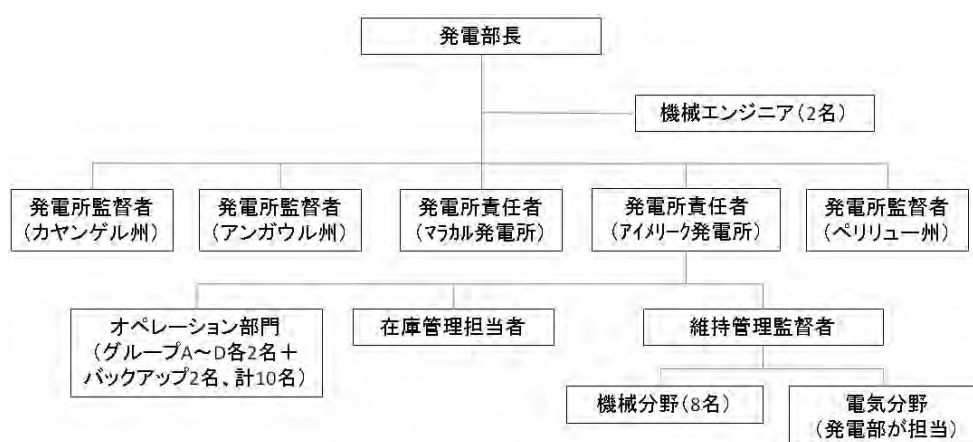 発電部長
機械エンジニア(2名)
発電所監督者
(カヤンゲル州)
発電所監督者
(アンガウル州)
発電所責任者
(マラカル発電所)
発電所責任者
(アイメリーク発電所)
発電所監督者
(ペリリュー州)
オペレーション部門
(グループA~D各2名+
バックアップ2名、計10名)
在庫管理担当者
維持管理監督者
機械分野(8名)
電気分野
(発電部が担当)